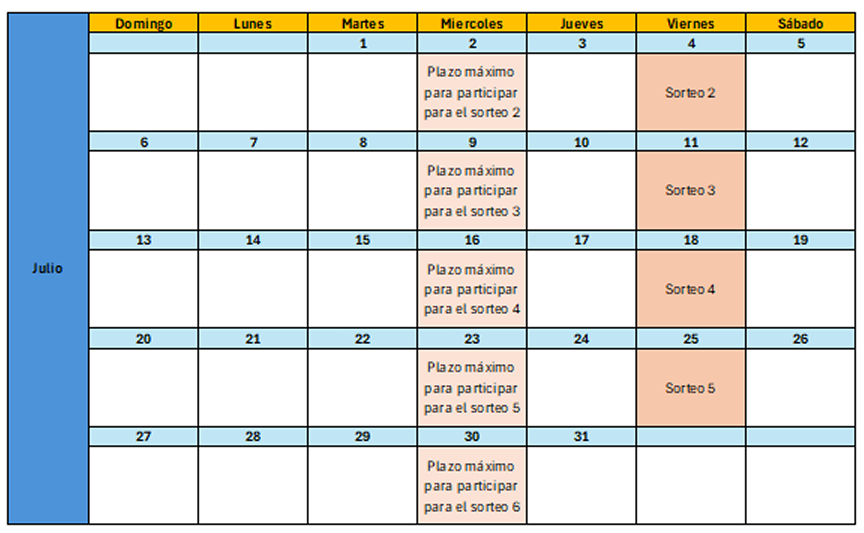 Domingo Lunes Martes Miercoles Jueves Viernes Sábado
1 2 3 4 5
Plazo máximo
para participar
para el sorteo 2
Sorteo 2
6 7 8 9 10 11 12
Plazo máximo
para participar
para el sorteo 3
Sorteo 3
13 14 15 16 17 18 19
Julio
Plazo máximo
para participar
para el sorteo 4
Sorteo 4
20 21 22 23 24 25 26
Plazo máximo
para participar
para el sorteo 5
Sorteo 5
27 28 29 30 31
Plazo máximo
para participar
para el sorteo 6